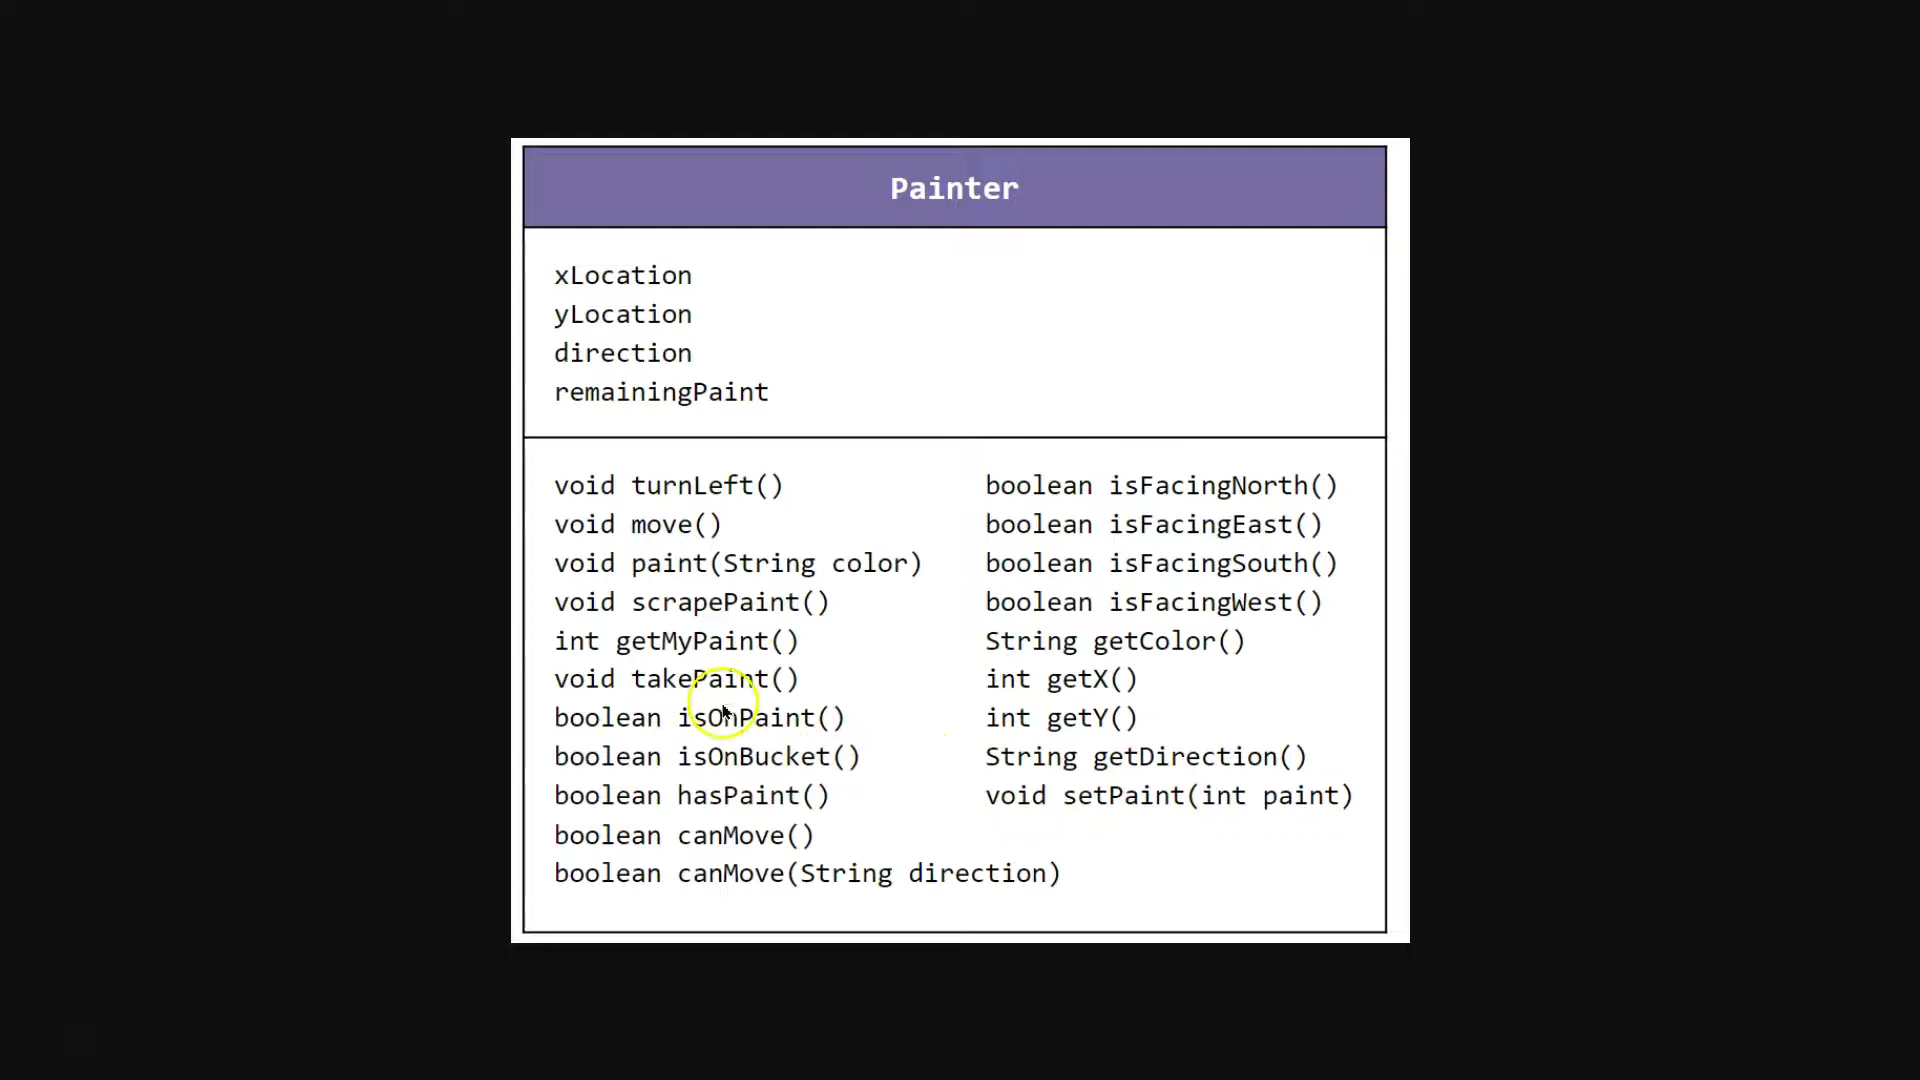 Painter
xLocation
yLocation
direction
remainingPaint
void turnLeft()
void move()
void paint(String color)
void scrapePaint()
int getMyPaint()
void takePaint()
boolean isOnPaint()
boolean isOnBucket()
boolean hasPaint()
boolean canMove()
boolean canMove(String direction)
boolean isFacingNorth()
boolean isFacingEast()
boolean isFacingSouth()
boolean isFacingWest()
String getColor()
int getX()
int getY()
String getDirection()
void setPaint(int paint)